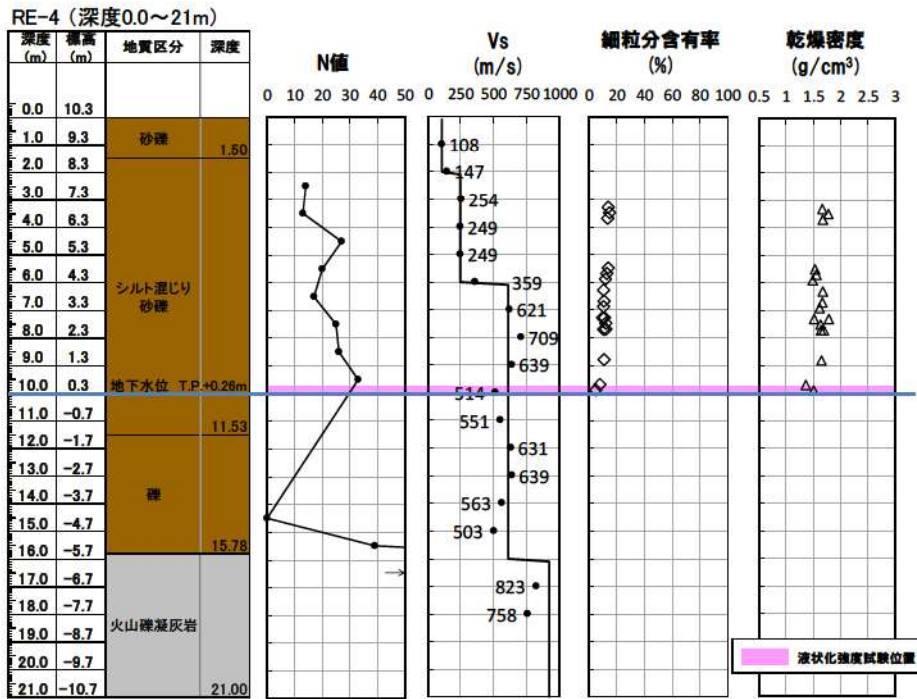 RE-4（深度0.0～21m）
深度(m) 標高(m) 地質区分 深度
N値
Vs
(m/s)
細粒分含有率
(%)
乾燥密度
(g/cm³)
0 10 20 30 40 50
0 250 500 750 1000
0 20 40 60 80 100
0.5 1 1.5 2 2.5 3
0.0 10.3
1.0 9.3
2.0 8.3
3.0 7.3
4.0 6.3
5.0 5.3
6.0 4.3
7.0 3.3
8.0 2.3
9.0 1.3
10.0 0.3
11.0 -0.7
12.0 -1.7
13.0 -2.7
14.0 -3.7
15.0 -4.7
16.0 -5.7
17.0 -6.7
18.0 -7.7
19.0 -8.7
20.0 -9.7
21.0 -10.7
砂礫
1.50
シルト混じり
砂礫
地下水位 T.P.+0.26m
11.53
礫
15.78
火山礫凝灰岩
21.00
108
147
254
249
249
359
621
709
639
514
551
631
639
563
503
823
758
液状化強度試験位置